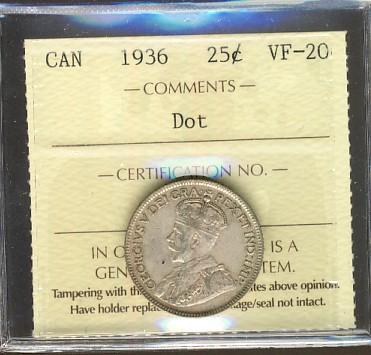 CAN 1936 25¢ VF-20
COMMENTS
Dot
CERTIFICATION NO.
GEORGIVS V DEI GRA: REX ET IND:IMP:
IN IS A
GEN TEM.
Tampering with th tes above opinion.
Have holder repla age/seal not intact.